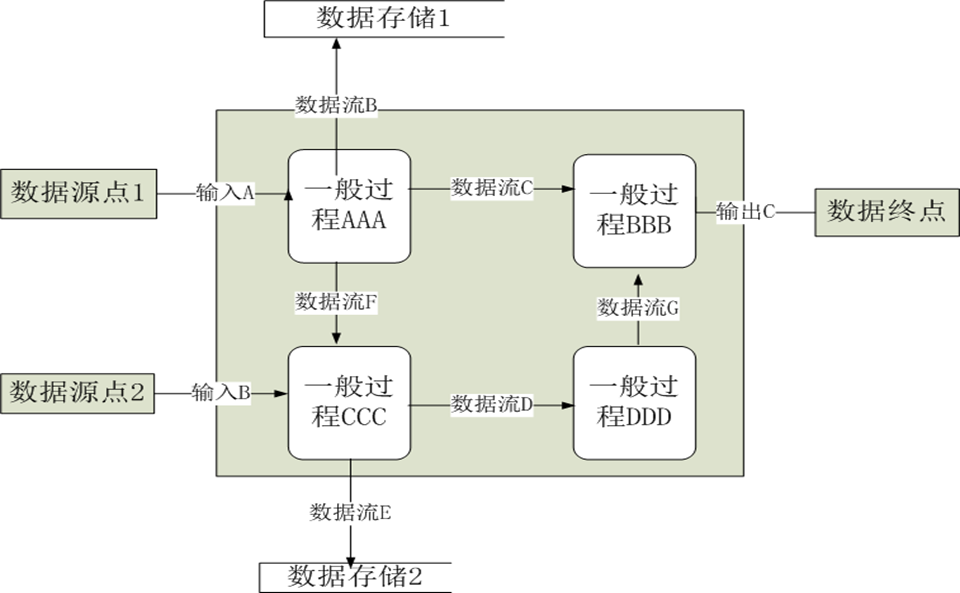 数据存储1
数据流B
数据源点1
输入A
一般过
程AAA
数据流C
一般过
程BBB
输出C
数据终点
数据流F
数据流G
数据源点2
输入B
一般过
程CCC
数据流D
一般过
程DDD
数据流E
数据存储2